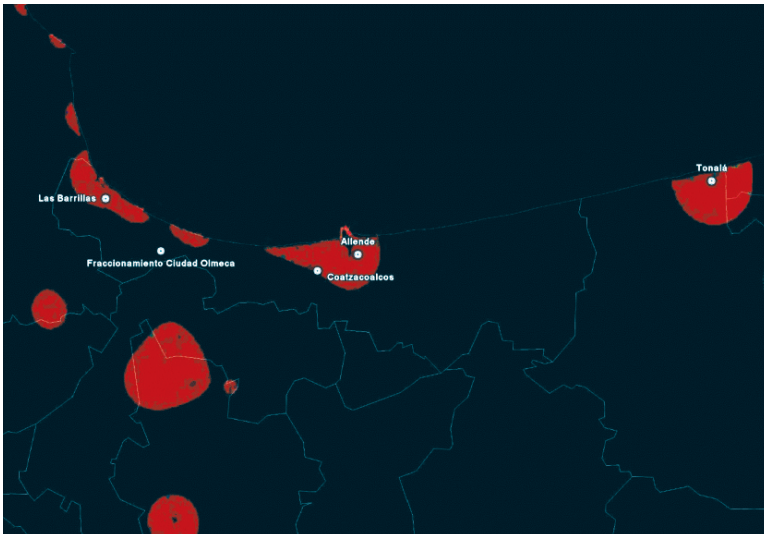 Tonalá
Las Barrillas
Allende
Fraccionamiento Ciudad Olmeca
Coatzacoalcos